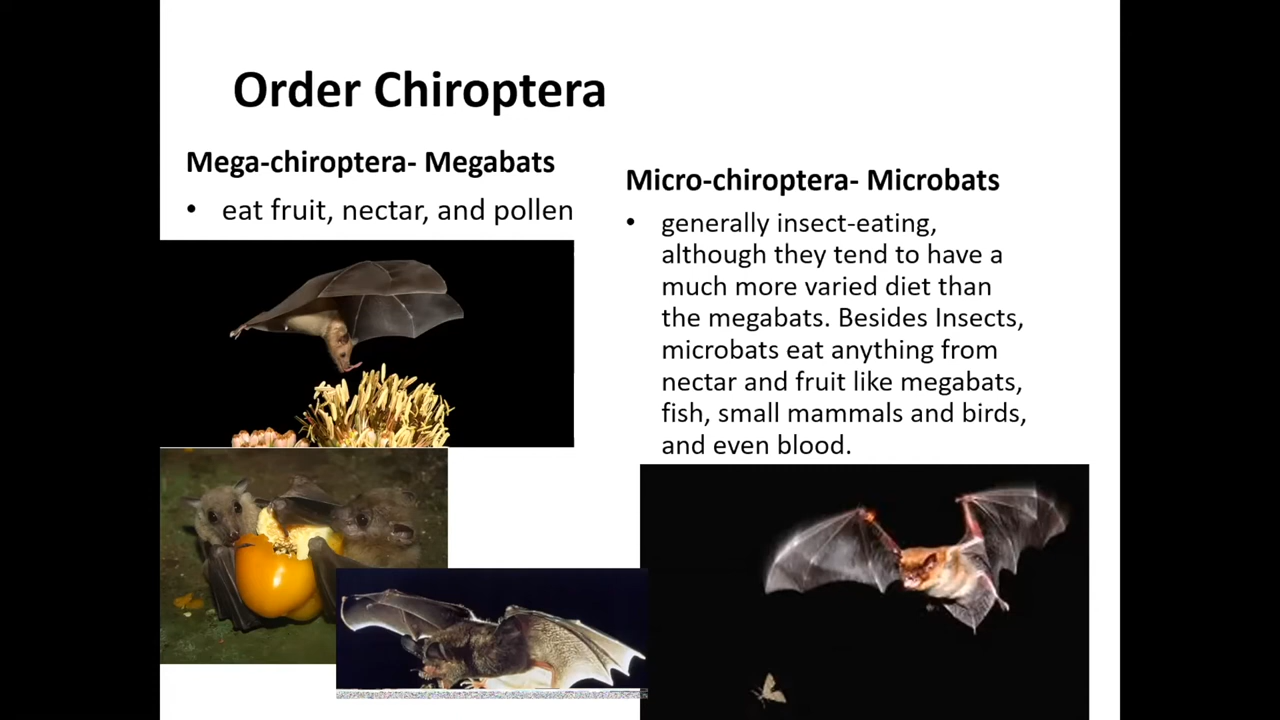 Order Chiroptera
Mega-chiroptera- Megabats
• eat fruit, nectar, and pollen
Micro-chiroptera- Microbats
• generally insect-eating,
although they tend to have a
much more varied diet than
the megabats. Besides Insects,
microbats eat anything from
nectar and fruit like megabats,
fish, small mammals and birds,
and even blood.